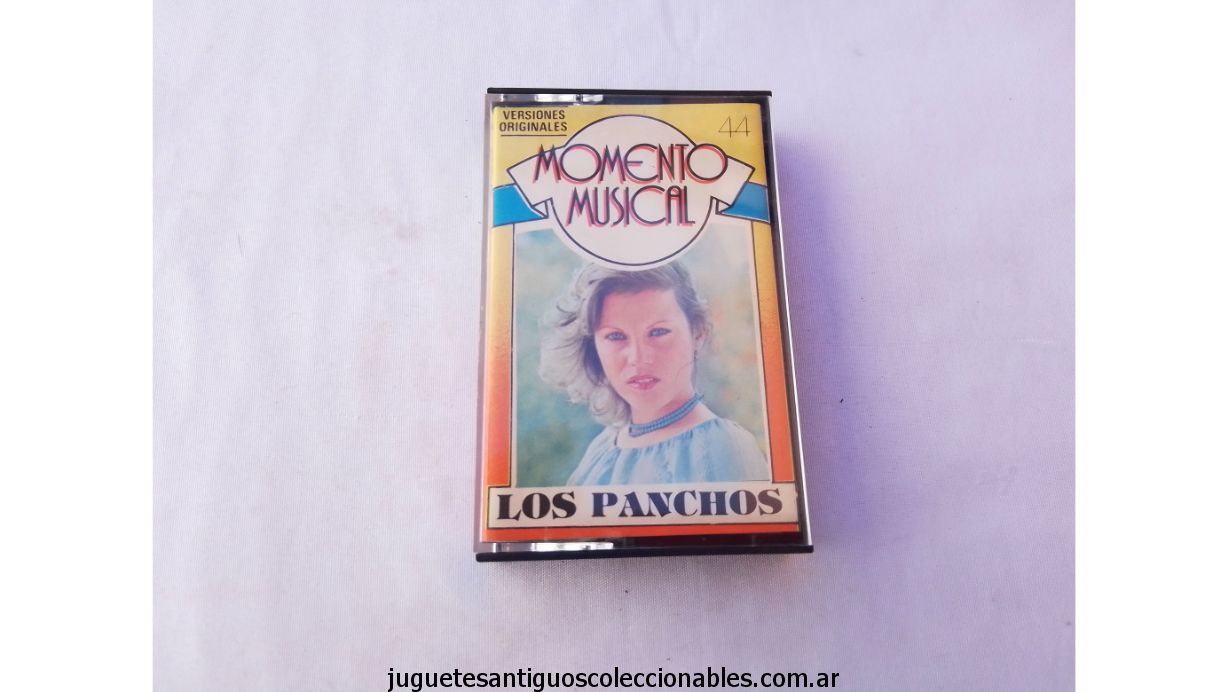 VERSIONES
ORIGINALES
44
MOMENTO
MUSICAL
LOS PANCHOS
juguetesantiguoscoleccionables.com.ar